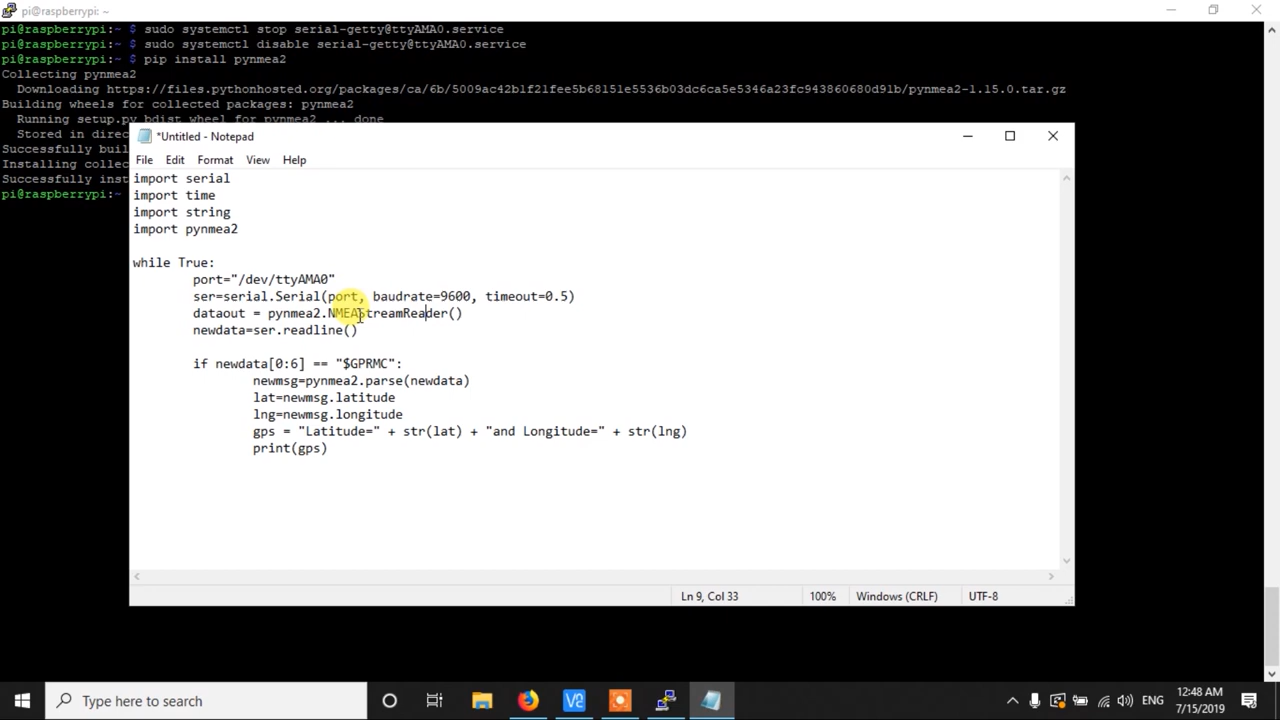 pi@raspberrypi: ~
pi@raspberrypi:~ $ sudo systemctl stop serial-getty@ttyAMA0.service
pi@raspberrypi:~ $ sudo systemctl disable serial-getty@ttyAMA0.service
pi@raspberrypi:~ $ pip install pynmea2
Collecting pynmea2
Downloading https://files.pythonhosted.org/packages/ca/6b/5009ac42b1f21fee5b68151e5536b03dc6ca5e5346a23fc943860680d91b/pynmea2-1.15.0.tar.gz
Building wheels for collected packages: pynmea2
Running setup.py bdist_wheel for pynmea2 ... done
Stored in direc
Successfully buil
Installing collec
Successfully inst
pi@raspberrypi:~
*Untitled - Notepad
File Edit Format View Help
import serial
import time
import string
import pynmea2
while True:
port="/dev/ttyAMA0"
ser=serial.Serial(port, baudrate=9600, timeout=0.5)
dataout = pynmea2.NMEAStreamReader()
newdata=ser.readline()
if newdata[0:6] == "$GPRMC":
newmsg=pynmea2.parse(newdata)
lat=newmsg.latitude
lng=newmsg.longitude
gps = "Latitude=" + str(lat) + "and Longitude=" + str(lng)
print(gps)
Ln 9, Col 33 100% Windows (CRLF) UTF-8
Type here to search
ENG
12:48 AM
7/15/2019